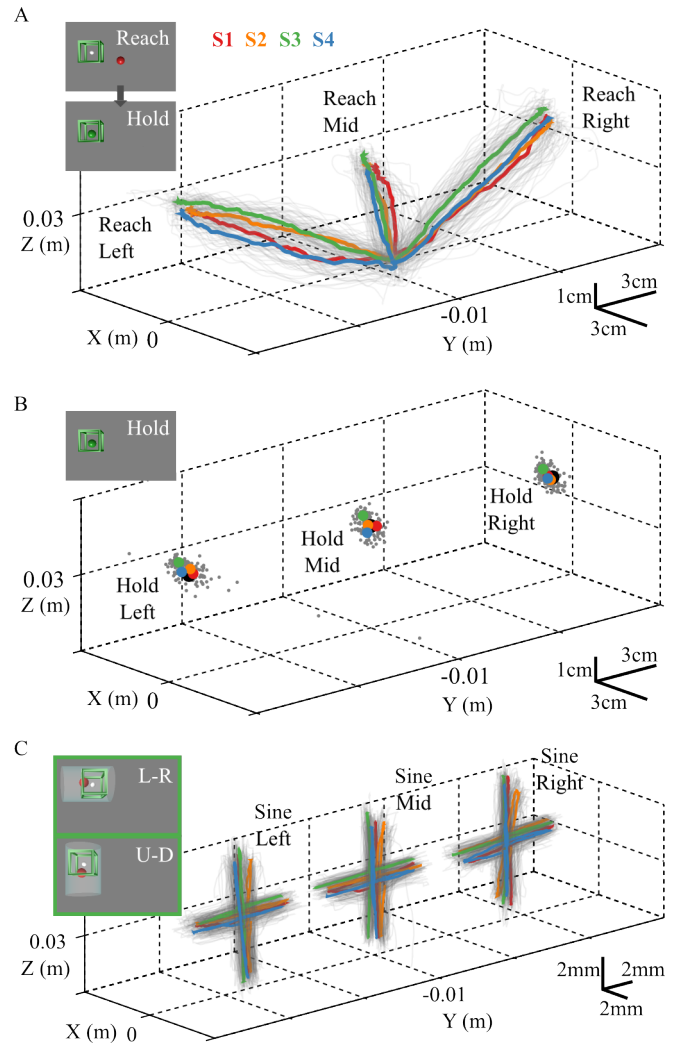 A
Reach
Hold
S1 S2 S3 S4
Reach
Mid
Reach
Right
Reach
Left
0.03
Z (m)
X (m) 0
-0.01
Y (m)
1cm
3cm
3cm
B
Hold
Hold
Left
Hold
Mid
Hold
Right
0.03
Z (m)
X (m) 0
-0.01
Y (m)
1cm
3cm
3cm
C
L-R
U-D
Sine
Left
Sine
Mid
Sine
Right
0.03
Z (m)
X (m) 0
-0.01
Y (m)
2mm
2mm
2mm